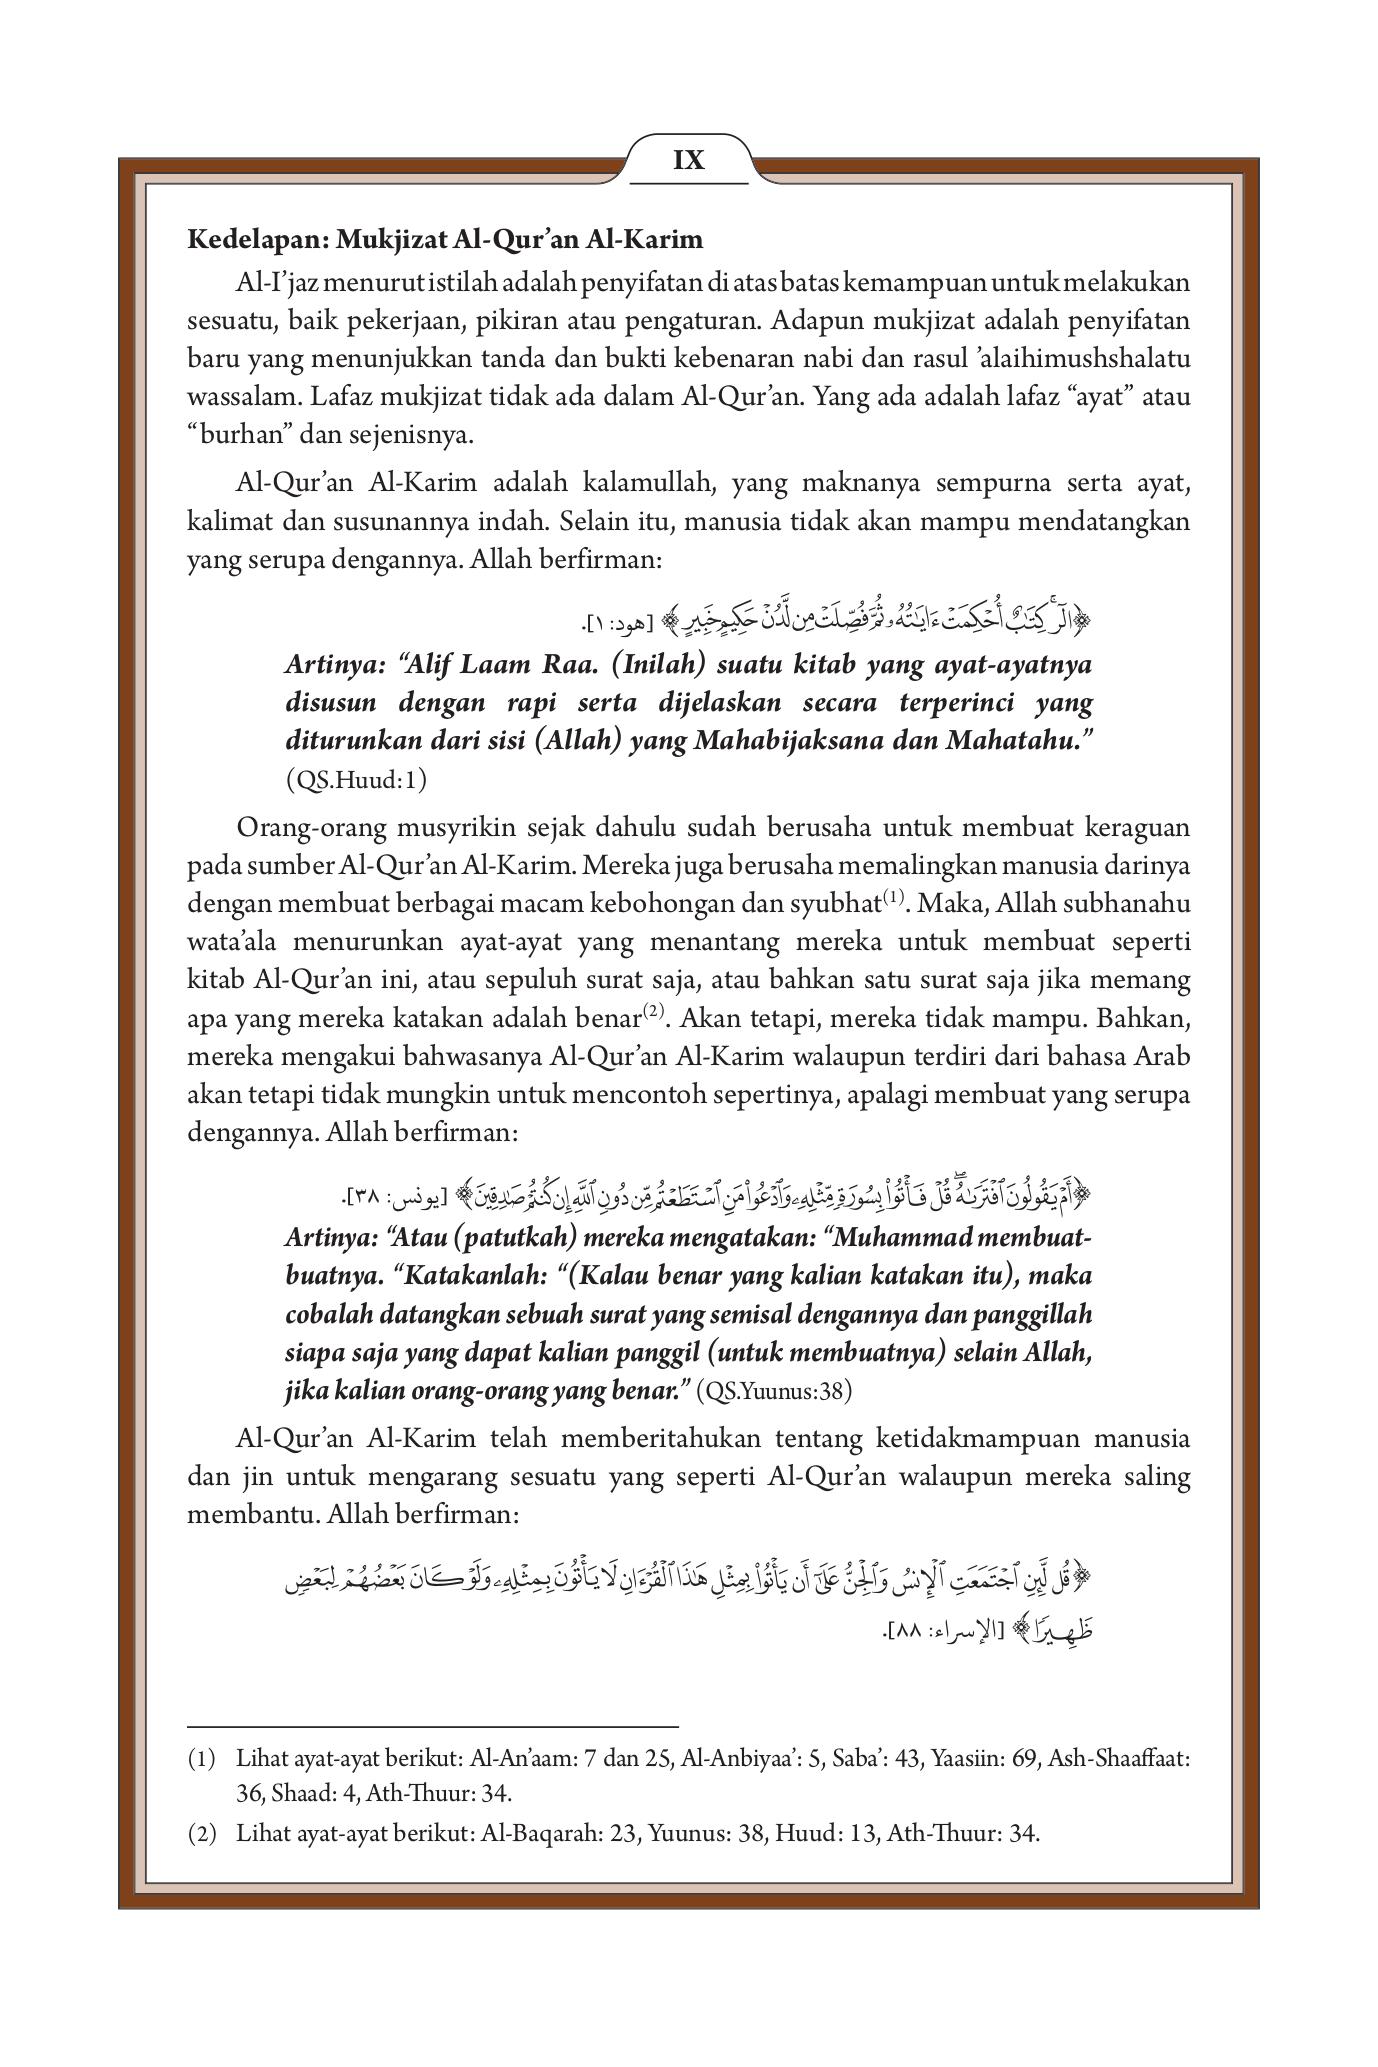 IX
Kedelapan: Mukjizat Al-Qur’an Al-Karim
Al-I’jaz menurut istilah adalah penyifatan di atas batas kemampuan untuk melakukan
sesuatu, baik pekerjaan, pikiran atau pengaturan. Adapun mukjizat adalah penyifatan
baru yang menunjukkan tanda dan bukti kebenaran nabi dan rasul ’alaihimushshalatu
wassalam. Lafaz mukjizat tidak ada dalam Al-Qur’an. Yang ada adalah lafaz “ayat” atau
“burhan” dan sejenisnya.
Al-Qur’an Al-Karim adalah kalamullah, yang maknanya sempurna serta ayat,
kalimat dan susunannya indah. Selain itu, manusia tidak akan mampu mendatangkan
yang serupa dengannya. Allah berfirman:
﴿الٓرۚ كِتَٰبٌ أُحْكِمَتْ ءَايَٰتُهُۥ ثُمَّ فُصِّلَتْ مِن لَّدُنْ حَكِيمٍ خَبِيرٍ﴾ [هود: ١].
Artinya: “Alif Laam Raa. (Inilah) suatu kitab yang ayat-ayatnya
disusun dengan rapi serta dijelaskan secara terperinci yang
diturunkan dari sisi (Allah) yang Mahabijaksana dan Mahatahu.”
(QS.Huud:1)
Orang-orang musyrikin sejak dahulu sudah berusaha untuk membuat keraguan
pada sumber Al-Qur’an Al-Karim. Mereka juga berusaha memalingkan manusia darinya
dengan membuat berbagai macam kebohongan dan syubhat(1). Maka, Allah subhanahu
wata’ala menurunkan ayat-ayat yang menantang mereka untuk membuat seperti
kitab Al-Qur’an ini, atau sepuluh surat saja, atau bahkan satu surat saja jika memang
apa yang mereka katakan adalah benar(2). Akan tetapi, mereka tidak mampu. Bahkan,
mereka mengakui bahwasanya Al-Qur’an Al-Karim walaupun terdiri dari bahasa Arab
akan tetapi tidak mungkin untuk mencontoh sepertinya, apalagi membuat yang serupa
dengannya. Allah berfirman:
﴿أَمْ يَقُولُونَ ٱفْتَرَىٰهُۖ قُلْ فَأْتُوا۟ بِسُورَةٍ مِّثْلِهِۦ وَٱدْعُوا۟ مَنِ ٱسْتَطَعْتُم مِّن دُونِ ٱللَّهِ إِن كُنتُمْ صَٰدِقِينَ﴾ [يونس: ٣٨].
Artinya: “Atau (patutkah) mereka mengatakan: “Muhammad membuat-
buatnya. “Katakanlah: “(Kalau benar yang kalian katakan itu), maka
cobalah datangkan sebuah surat yang semisal dengannya dan panggillah
siapa saja yang dapat kalian panggil (untuk membuatnya) selain Allah,
jika kalian orang-orang yang benar.” (QS.Yuunus:38)
Al-Qur’an Al-Karim telah memberitahukan tentang ketidakmampuan manusia
dan jin untuk mengarang sesuatu yang seperti Al-Qur’an walaupun mereka saling
membantu. Allah berfirman:
﴿قُل لَّئِنِ ٱجْتَمَعَتِ ٱلْإِنسُ وَٱلْجِنُّ عَلَىٰٓ أَن يَأْتُوا۟ بِمِثْلِ هَٰذَا ٱلْقُرْءَانِ لَا يَأْتُونَ بِمِثْلِهِۦ وَلَوْ كَانَ بَعْضُهُمْ لِبَعْضٍ
ظَهِيرًا﴾ [الإسراء: ٨٨].
(1) Lihat ayat-ayat berikut: Al-An’aam: 7 dan 25, Al-Anbiyaa’: 5, Saba’: 43, Yaasiin: 69, Ash-Shaaffaat:
36, Shaad: 4, Ath-Thuur: 34.
(2) Lihat ayat-ayat berikut: Al-Baqarah: 23, Yuunus: 38, Huud: 13, Ath-Thuur: 34.